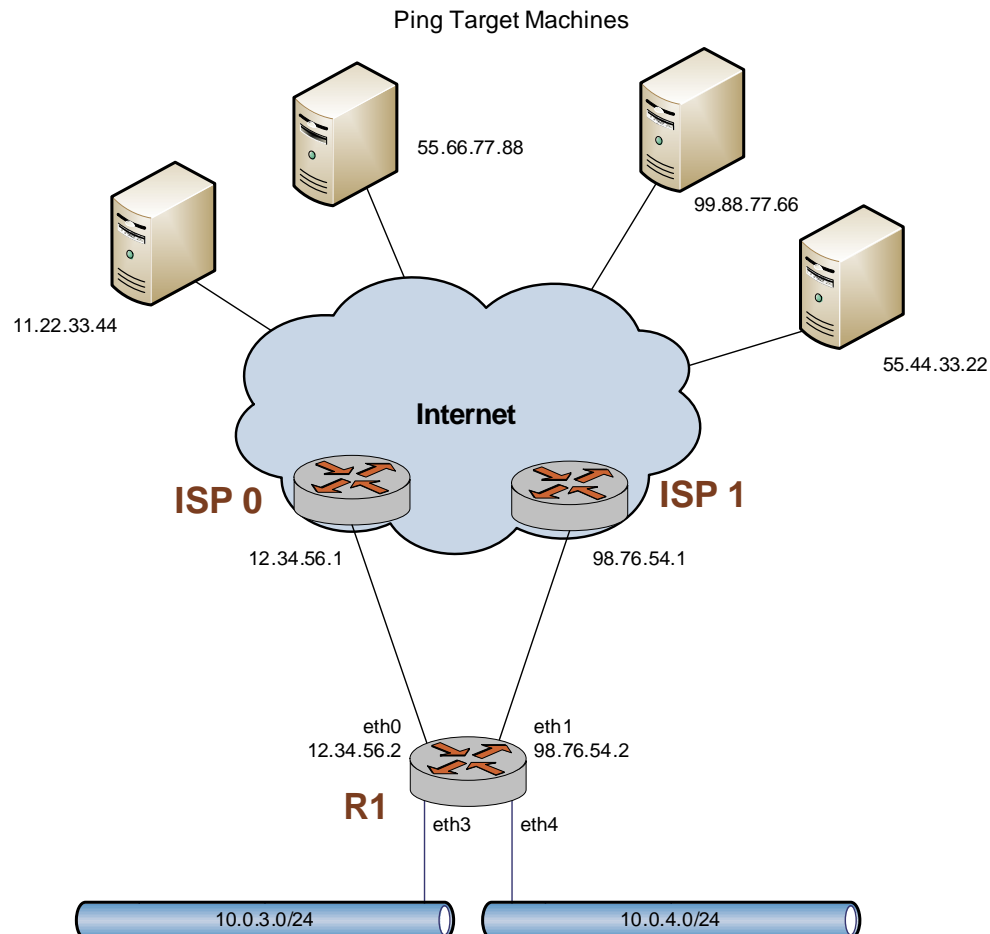 Ping Target Machines
55.66.77.88
99.88.77.66
11.22.33.44
55.44.33.22
Internet
ISP 0
ISP 1
12.34.56.1
98.76.54.1
eth0
12.34.56.2
eth1
98.76.54.2
R1
eth3
eth4
10.0.3.0/24
10.0.4.0/24